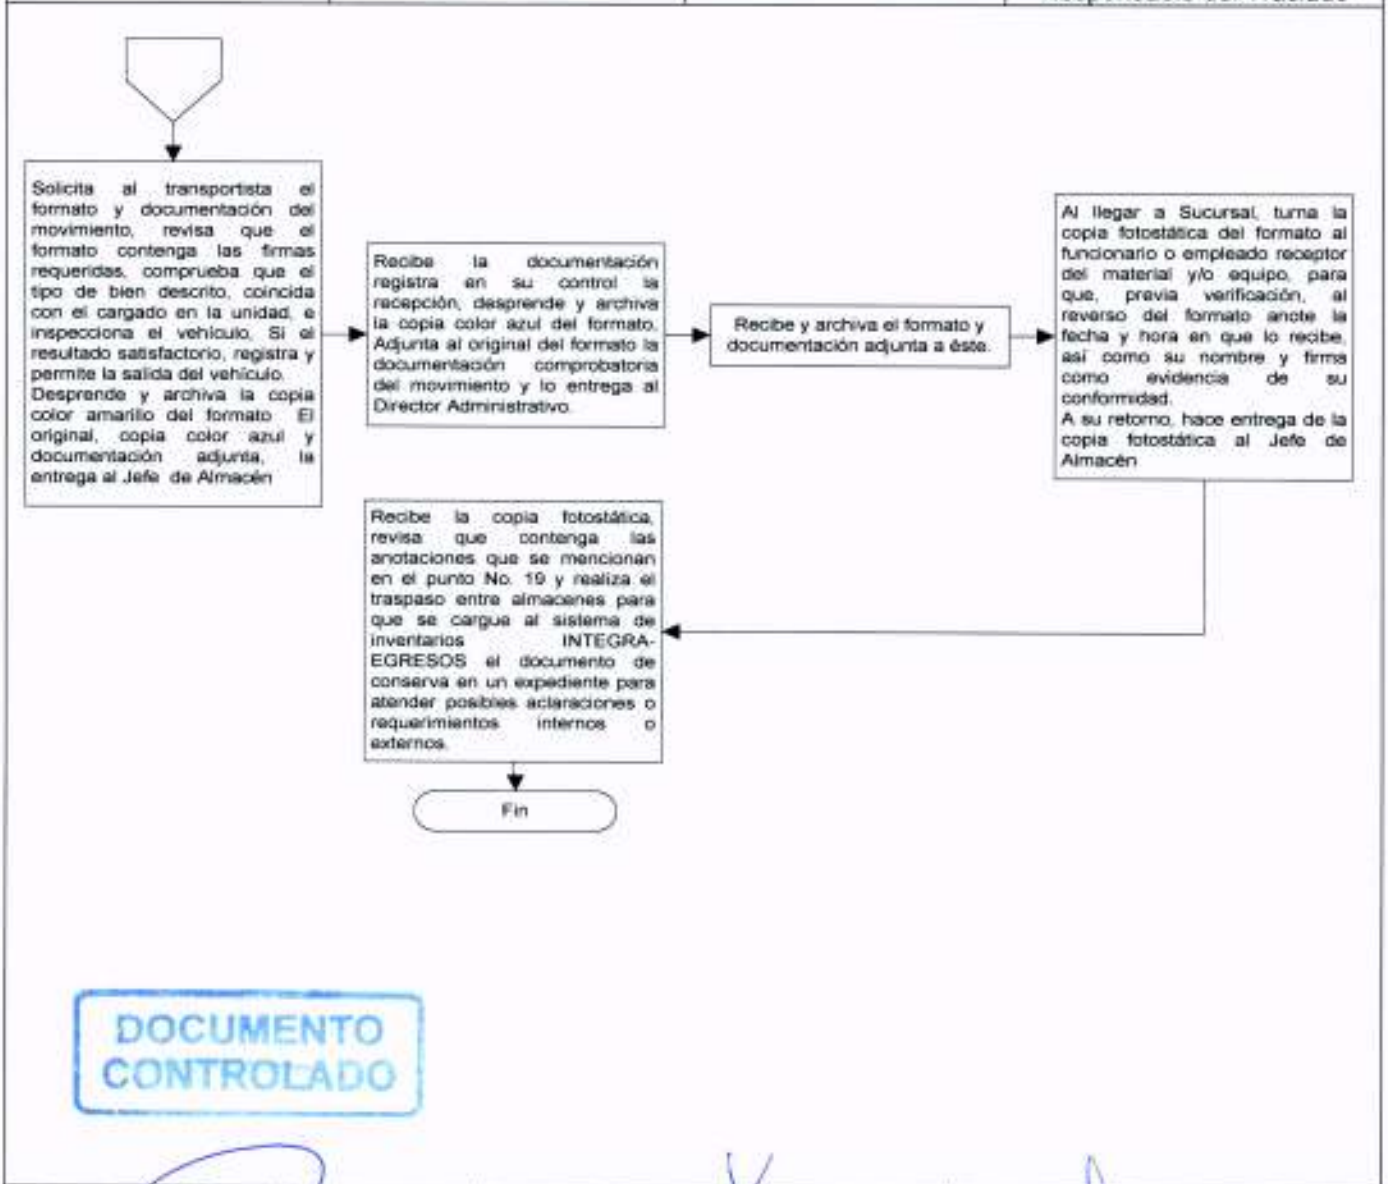 Solicita al transportista el
formato y documentación del
movimiento, revisa que el
formato contenga las firmas
requeridas, comprueba que el
tipo de bien descrito, coincida
con el cargado en la unidad, e
inspecciona el vehículo, Si el
resultado satisfactorio, registra y
permite la salida del vehículo.
Desprende y archiva la copia
color amarillo del formato El
original, copia color azul y
documentación adjunta, la
entrega al Jefe de Almacén
Recibe la documentación
registra en su control la
recepción, desprende y archiva
la copia color azul del formato.
Adjunta al original del formato la
documentación comprobatoria
del movimiento y lo entrega al
Director Administrativo.
Recibe y archiva el formato y
documentación adjunta a éste.
Al llegar a Sucursal, turna la
copia fotostática del formato al
funcionario o empleado receptor
del material y/o equipo, para
que, previa verificación, al
reverso del formato anote la
fecha y hora en que lo recibe,
así como su nombre y firma
como evidencia de su
conformidad.
A su retorno, hace entrega de la
copia fotostática al Jefe de
Almacén
Recibe la copia fotostática,
revisa que contenga las
anotaciones que se mencionan
en el punto No. 19 y realiza el
traspaso entre almacenes para
que se cargue al sistema de
inventarios INTEGRA-
EGRESOS el documento de
conserva en un expediente para
atender posibles aclaraciones o
requerimientos internos o
externos.
Fin
DOCUMENTO
CONTROLADO